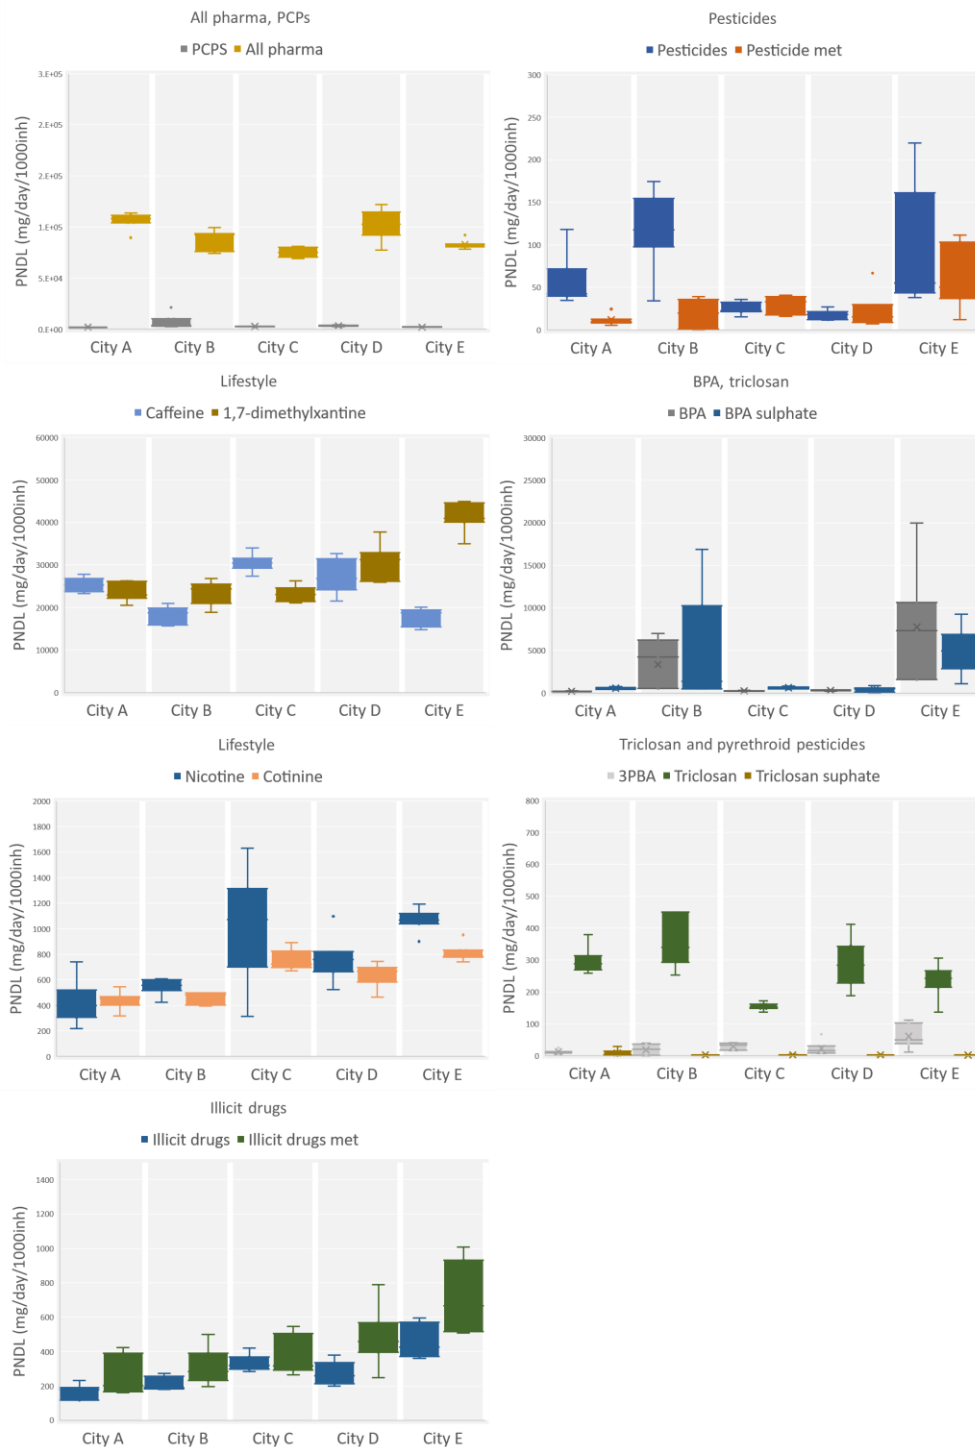 All pharma, PCPs
PCPS All pharma
3.E+05
2.E+05
2.E+05
1.E+05
5.E+04
0.E+00
PNDL (mg/day/1000inh)
City A City B City C City D City E
Pesticides
Pesticides Pesticide met
300
250
200
150
100
50
0
PNDL (mg/day/1000inh)
City A City B City C City D City E
Lifestyle
Caffeine 1,7-dimethylxantine
60000
50000
40000
30000
20000
10000
0
PNDL (mg/day/1000inh)
City A City B City C City D City E
BPA, triclosan
BPA BPA sulphate
30000
25000
20000
15000
10000
5000
0
PNDL (mg/day/1000inh)
City A City B City C City D City E
Lifestyle
Nicotine Cotinine
2000
1800
1600
1400
1200
1000
800
600
400
200
0
PNDL (mg/day/1000inh)
City A City B City C City D City E
Triclosan and pyrethroid pesticides
3PBA Triclosan Triclosan suphate
800
700
600
500
400
300
200
100
0
PNDL (mg/day/1000inh)
City A City B City C City D City E
Illicit drugs
Illicit drugs Illicit drugs met
1400
1200
1000
800
600
400
200
0
PNDL (mg/day/1000inh)
City A City B City C City D City E